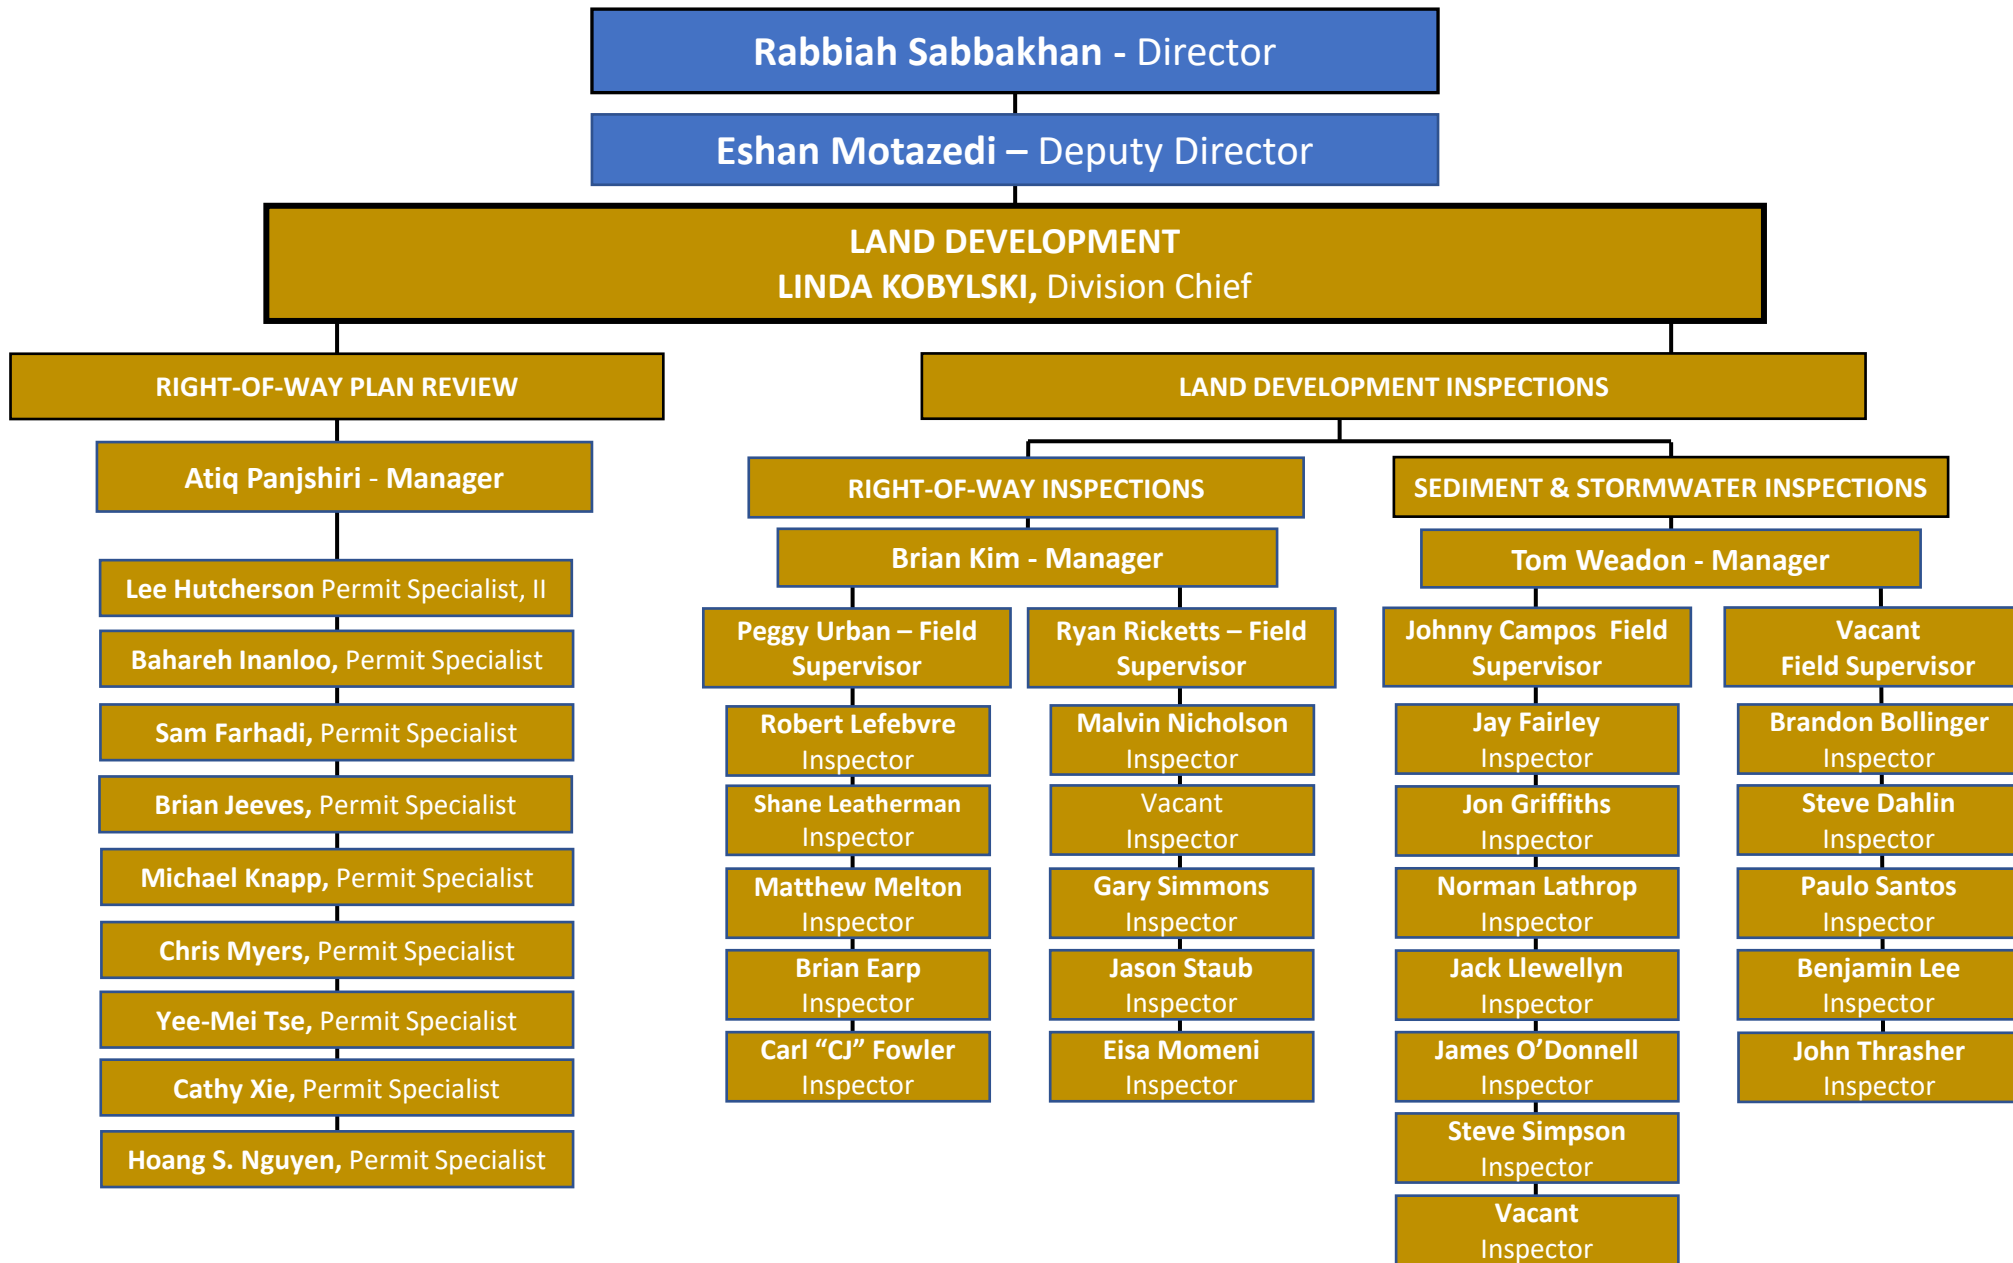 Rabbiah Sabbakhan - Director
Eshan Motazedi – Deputy Director
LAND DEVELOPMENT
LINDA KOBYLSKI, Division Chief
RIGHT-OF-WAY PLAN REVIEW
Atiq Panjshiri - Manager
Lee Hutcherson Permit Specialist, II
Bahareh Inanloo, Permit Specialist
Sam Farhadi, Permit Specialist
Brian Jeeves, Permit Specialist
Michael Knapp, Permit Specialist
Chris Myers, Permit Specialist
Yee-Mei Tse, Permit Specialist
Cathy Xie, Permit Specialist
Hoang S. Nguyen, Permit Specialist
LAND DEVELOPMENT INSPECTIONS
RIGHT-OF-WAY INSPECTIONS
Brian Kim - Manager
Peggy Urban – Field
Supervisor
Robert Lefebvre
Inspector
Shane Leatherman
Inspector
Matthew Melton
Inspector
Brian Earp
Inspector
Carl “CJ” Fowler
Inspector
Ryan Ricketts – Field
Supervisor
Malvin Nicholson
Inspector
Vacant
Inspector
Gary Simmons
Inspector
Jason Staub
Inspector
Eisa Momeni
Inspector
SEDIMENT & STORMWATER INSPECTIONS
Tom Weadon - Manager
Johnny Campos  Field
Supervisor
Jay Fairley
Inspector
Jon Griffiths
Inspector
Norman Lathrop
Inspector
Jack Llewellyn
Inspector
James O’Donnell
Inspector
Steve Simpson
Inspector
Vacant
Inspector
Vacant
Field Supervisor
Brandon Bollinger
Inspector
Steve Dahlin
Inspector
Paulo Santos
Inspector
Benjamin Lee
Inspector
John Thrasher
Inspector